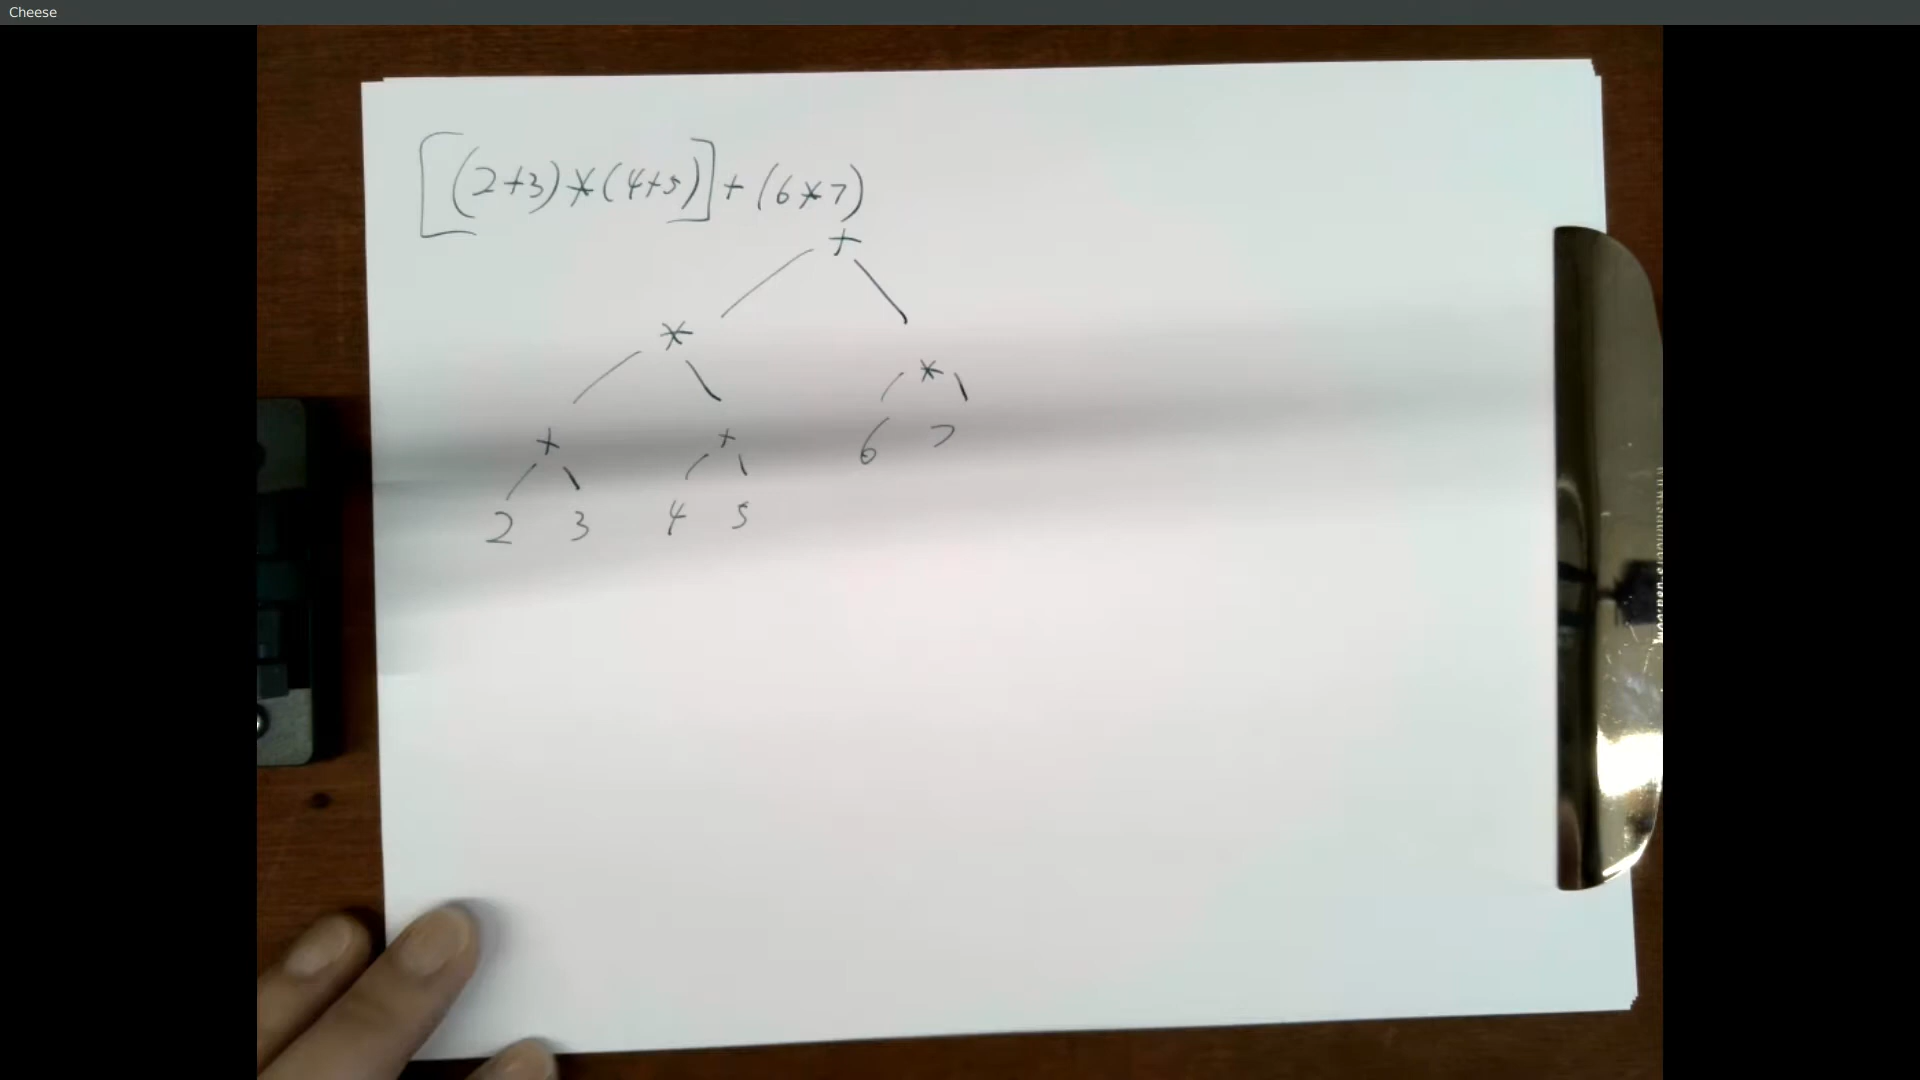 Cheese
[(2+3)*(4+5)]+(6*7)
+
*
*
+ + 6 7
2 3 4 5